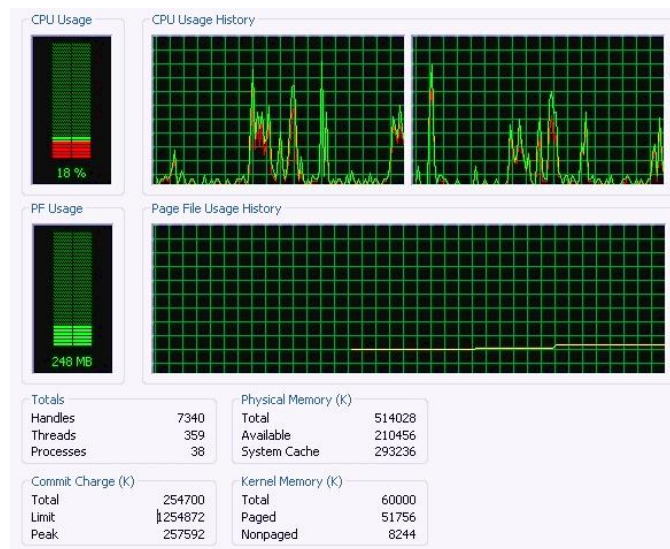 CPU Usage
CPU Usage History
18 %
PF Usage
Page File Usage History
248 MB
Totals
Handles 7340
Threads 359
Processes 38
Physical Memory (K)
Total 514028
Available 210456
System Cache 293236
Commit Charge (K)
Total 254700
Limit 1254872
Peak 257592
Kernel Memory (K)
Total 60000
Paged 51756
Nonpaged 8244